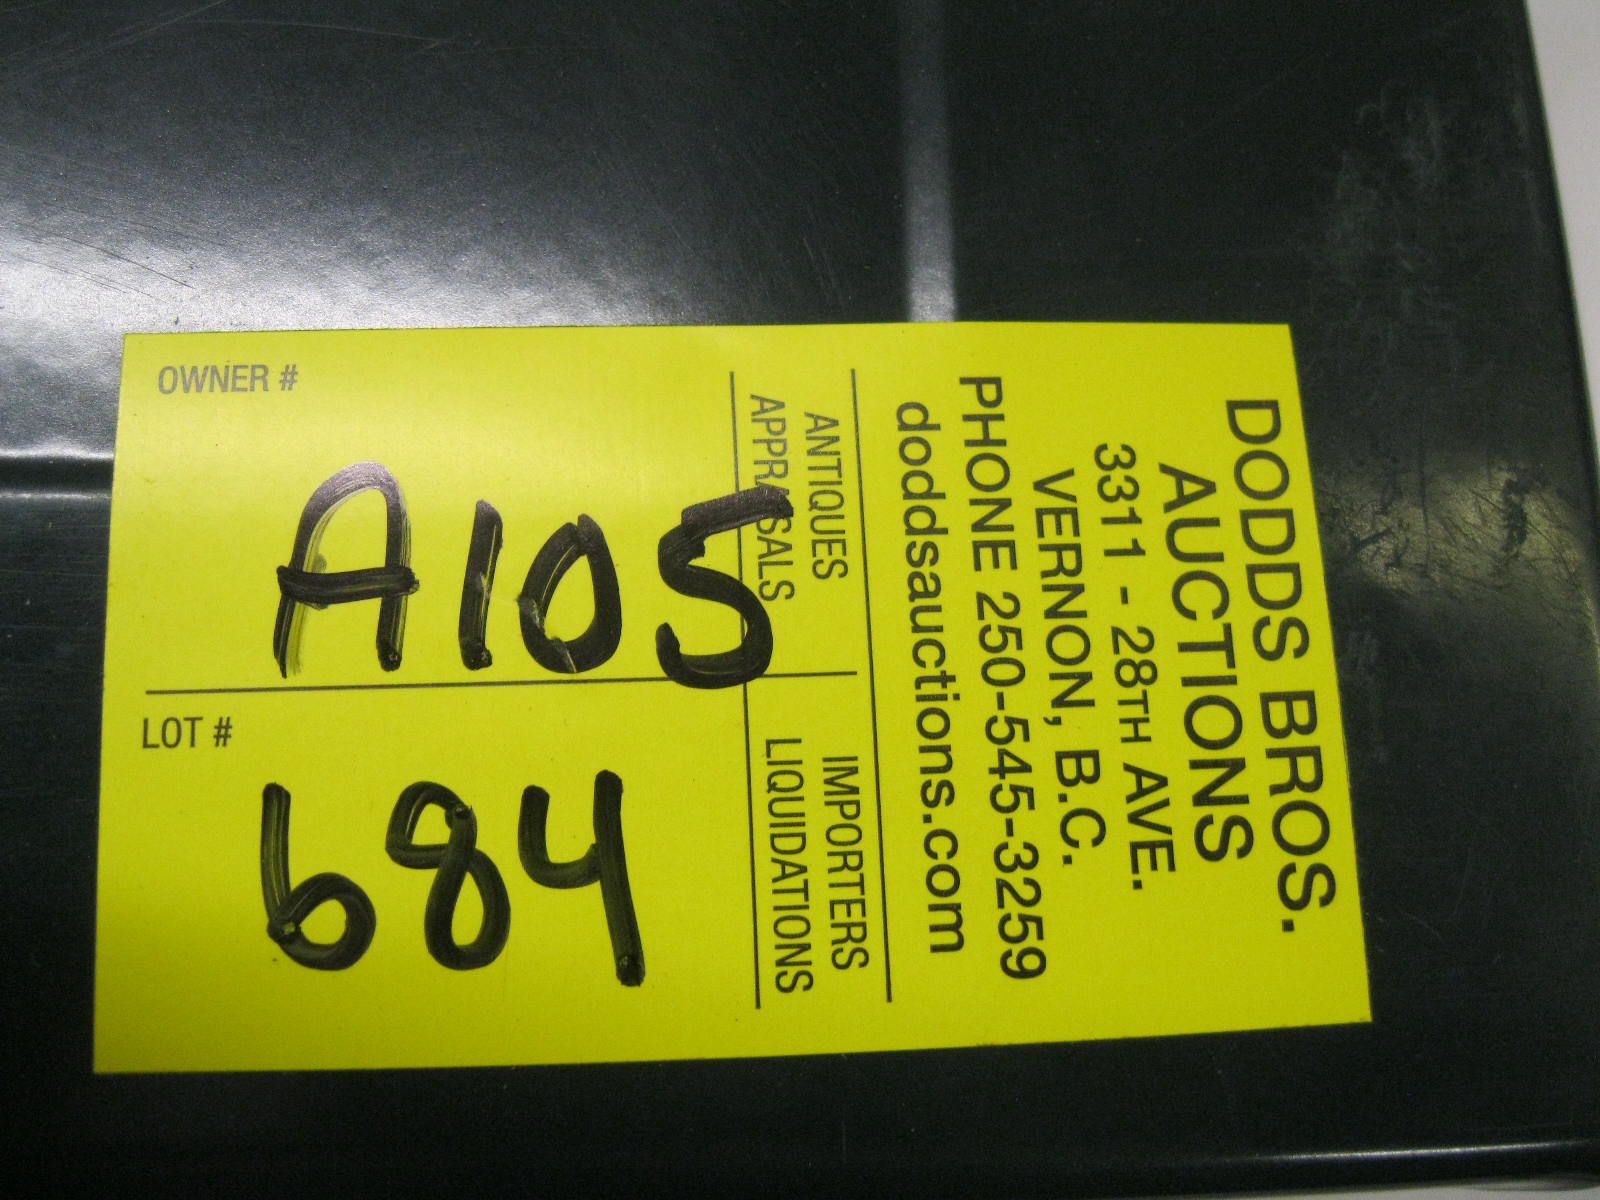 DODDS BROS.
AUCTIONS
3311 - 28TH AVE.
VERNON, B.C.
PHONE 250-545-3259
doddsauctions.com
ANTIQUES
APPRAISALS
IMPORTERS
LIQUIDATIONS
OWNER #
A105
LOT #
684